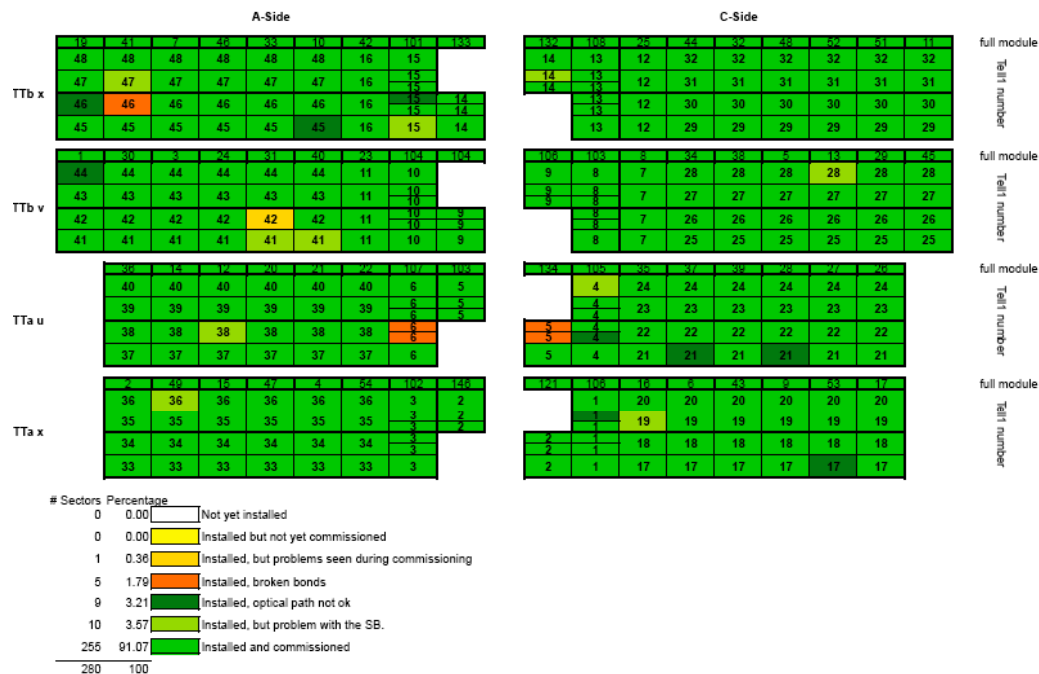 A-Side C-Side
19 41 7 46 33 10 42 101 133 132 108 25 44 32 48 52 51 11 full module
48 48 48 48 48 48 16 15 14 13 12 32 32 32 32 32 32
TTb x
47 47 47 47 47 47 16 15 15 14 14 13 13 12 31 31 31 31 31 31
46 46 46 46 46 46 16 15 15 14 14 13 13 12 30 30 30 30 30 30
45 45 45 45 45 45 16 15 14 13 12 29 29 29 29 29 29
Tell1 number
1 30 3 24 31 40 23 104 104 106 103 8 34 38 5 13 29 45 full module
44 44 44 44 44 44 11 10 9 8 7 28 28 28 28 28 28
TTb v
43 43 43 43 43 43 11 10 10 9 9 8 8 7 27 27 27 27 27 27
42 42 42 42 42 42 11 10 10 9 9 8 8 7 26 26 26 26 26 26
41 41 41 41 41 41 11 10 9 8 7 25 25 25 25 25 25
Tell1 number
36 14 12 20 21 22 107 103 134 105 35 37 39 28 27 26 full module
40 40 40 40 40 40 6 5 4 24 24 24 24 24 24
TTa u
39 39 39 39 39 39 6 6 5 5 4 4 23 23 23 23 23 23
38 38 38 38 38 38 6 6 5 5 4 4 22 22 22 22 22 22
37 37 37 37 37 37 6 5 4 21 21 21 21 21 21
Tell1 number
2 49 15 47 4 54 102 146 121 106 16 6 43 9 53 17 full module
36 36 36 36 36 36 3 2 1 20 20 20 20 20 20
TTa x
35 35 35 35 35 35 3 3 2 2 1 1 19 19 19 19 19 19
34 34 34 34 34 34 3 3 2 2 1 1 18 18 18 18 18 18
33 33 33 33 33 33 3 2 1 17 17 17 17 17 17
Tell1 number
# Sectors Percentage
0 0.00 Not yet installed
0 0.00 Installed but not yet commissioned
1 0.36 Installed, but problems seen during commissioning
5 1.79 Installed, broken bonds
9 3.21 Installed, optical path not ok
10 3.57 Installed, but problem with the SB.
255 91.07 Installed and commissioned
280 100